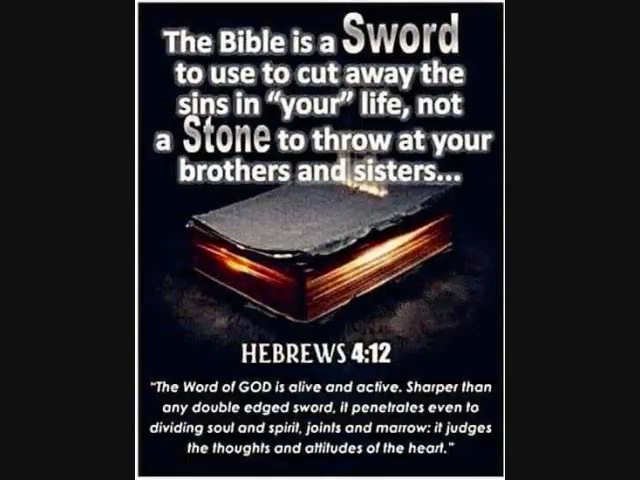 The Bible is a Sword
to use to cut away the
sins in “your” life, not
a Stone to throw at your
brothers and sisters...
HEBREWS 4:12
“The Word of GOD is alive and active. Sharper than
any double edged sword, it penetrates even to
dividing soul and spirit, joints and marrow: it judges
the thoughts and attitudes of the heart.”